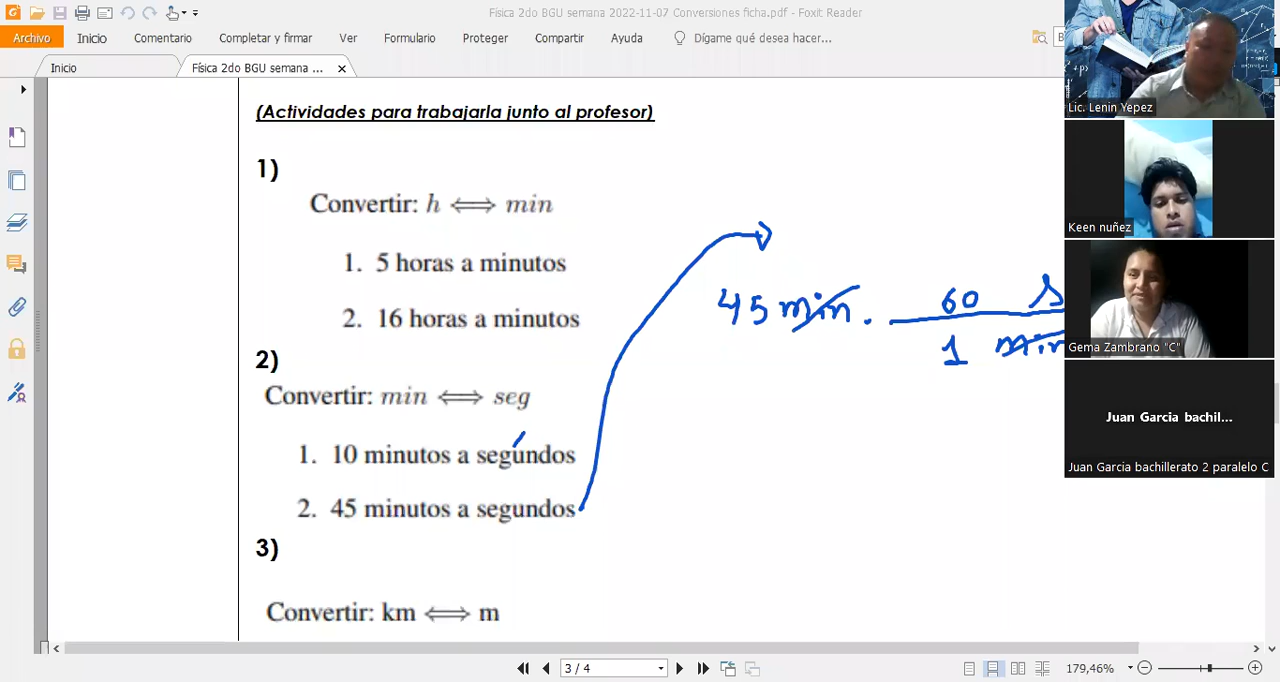 Física 2do BGU semana 2022-11-07 Conversiones ficha.pdf - Foxit Reader
Archivo Inicio Comentario Completar y firmar Ver Formulario Proteger Compartir Ayuda Dígame qué desea hacer... B
Inicio Física 2do BGU semana ... ×
(Actividades para trabajarla junto al profesor)
1)
Convertir: h ⟺ min
1. 5 horas a minutos
2. 16 horas a minutos
2)
Convertir: min ⟺ seg
1. 10 minutos a segundos
2. 45 minutos a segundos
3)
Convertir: km ⟺ m
45 min . 60 s
1 min
Lic. Lenin Yepez
Keen nuñez
Gema Zambrano "C"
Juan Garcia bachil...
Juan Garcia bachillerato 2 paralelo C
3 / 4
179,46%